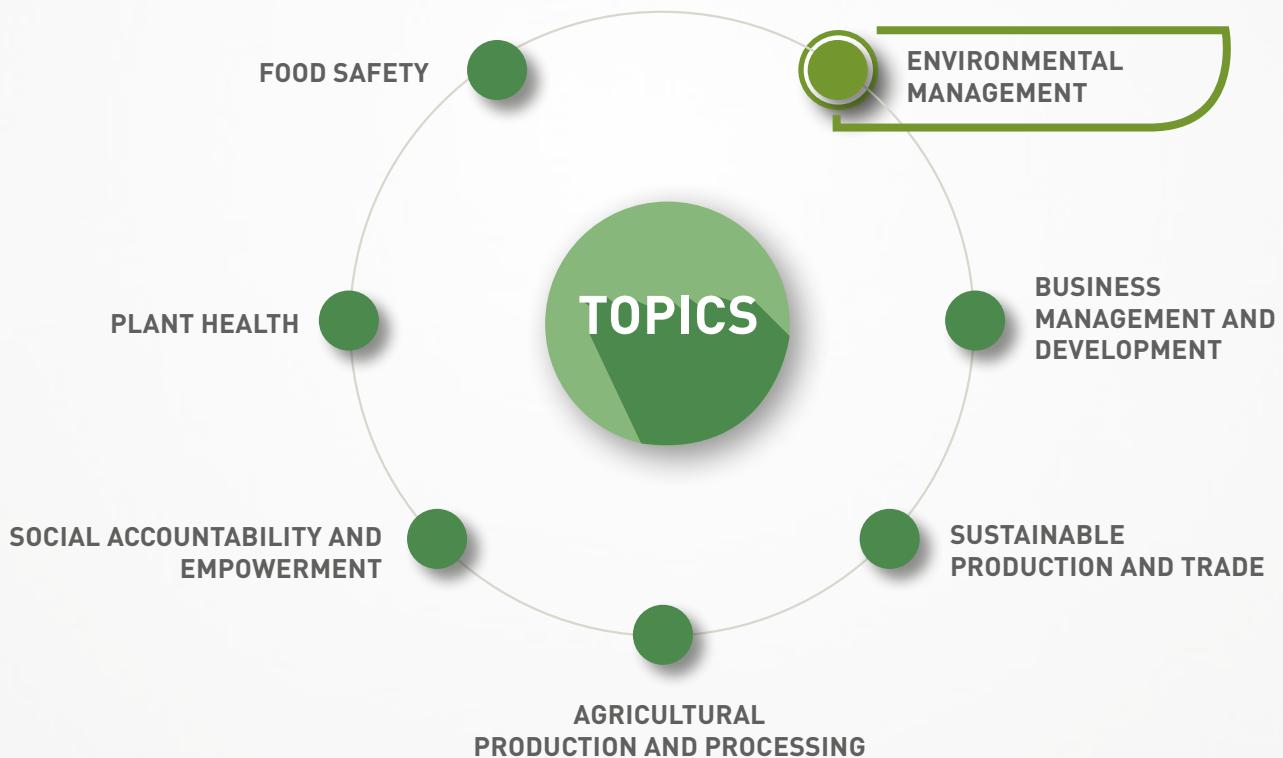 FOOD SAFETY
ENVIRONMENTAL
MANAGEMENT
TOPICS
PLANT HEALTH
BUSINESS
MANAGEMENT AND
DEVELOPMENT
SOCIAL ACCOUNTABILITY AND
EMPOWERMENT
SUSTAINABLE
PRODUCTION AND TRADE
AGRICULTURAL
PRODUCTION AND PROCESSING